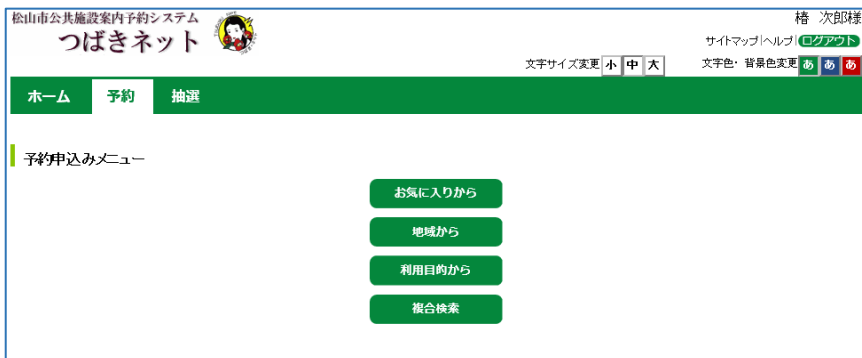 松山市公共施設案内予約システム
つばきネット
椿 次郎様
サイトマップ|ヘルプ|ログアウト
文字サイズ変更 小 中 大 文字色・背景色変更 あ あ あ
ホーム 予約 抽選
予約申込みメニュー
お気に入りから
地域から
利用目的から
複合検索